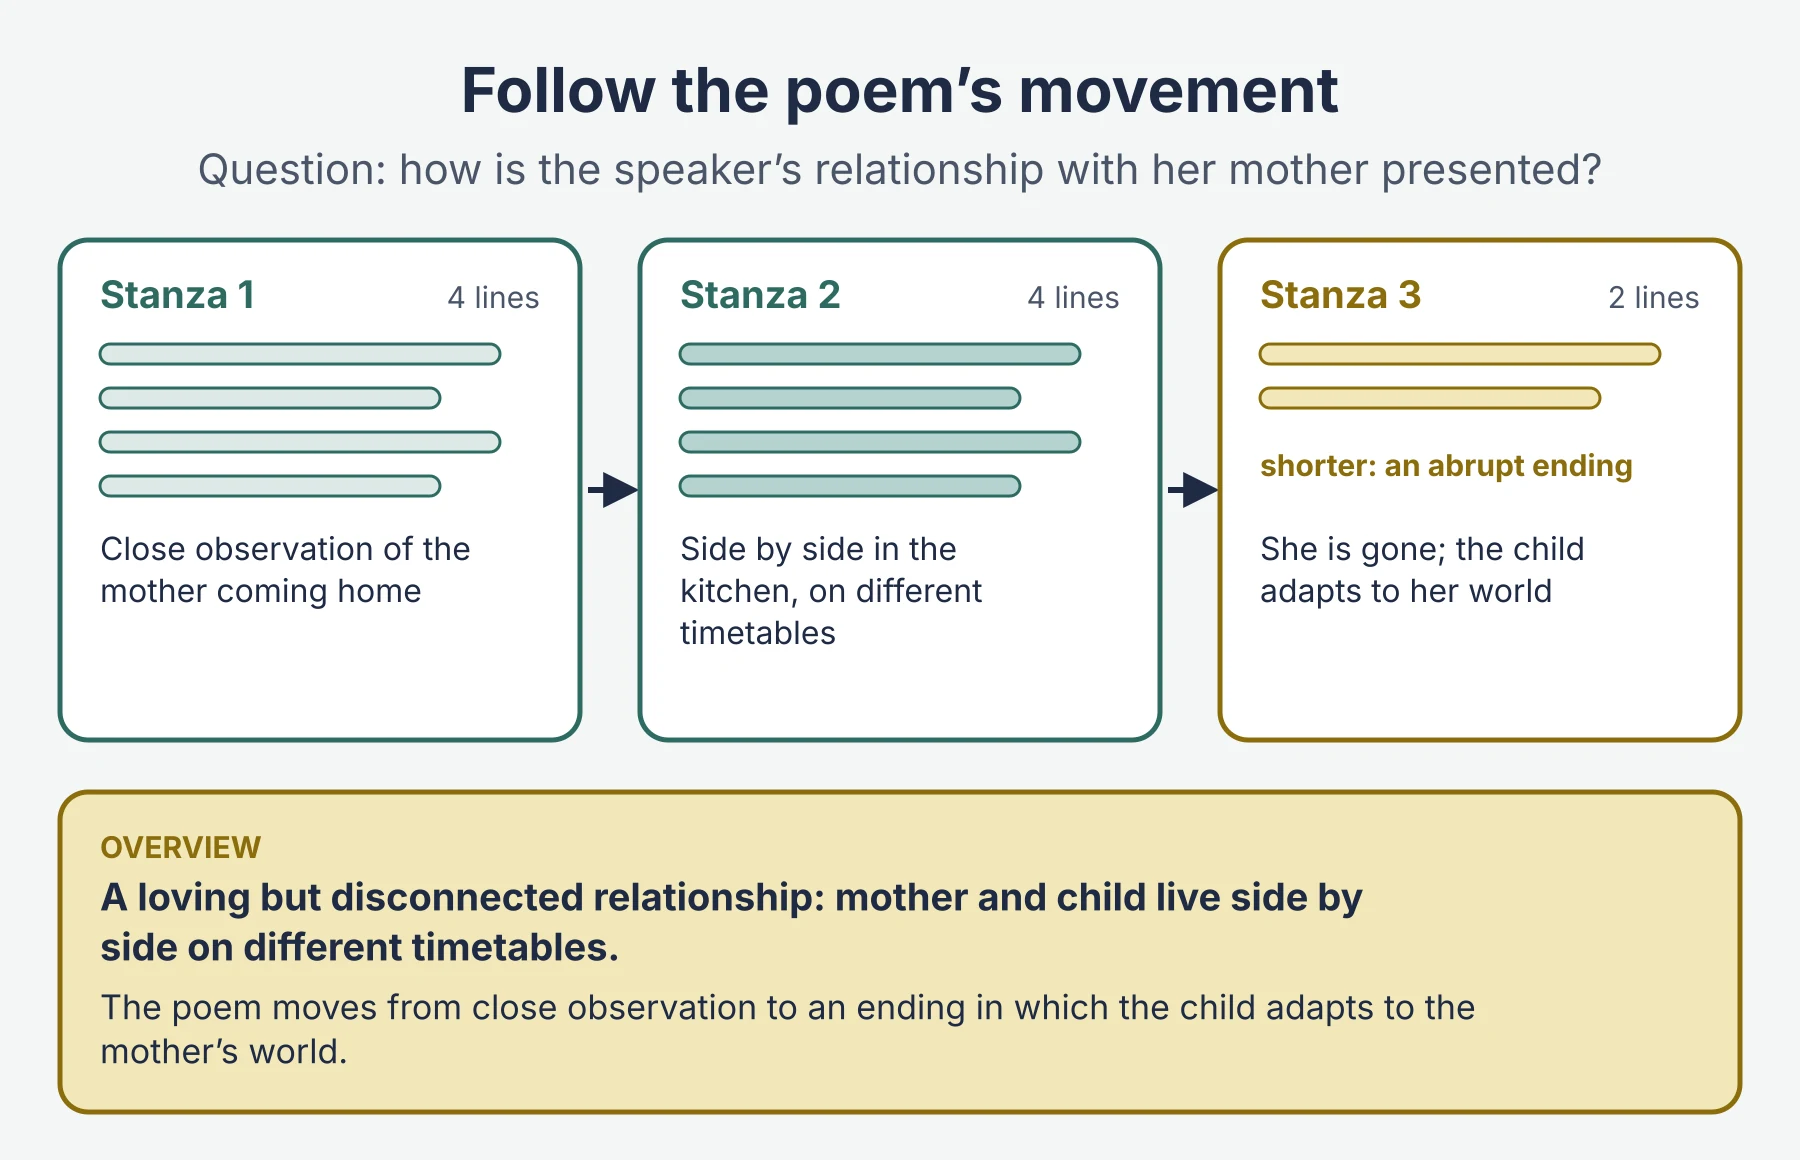 Follow the poem’s movement
Question: how is the speaker’s relationship with her mother presented?
Stanza 1
4 lines
Close observation of the
mother coming home
Stanza 2
4 lines
Side by side in the
kitchen, on different
timetables
Stanza 3
2 lines
shorter: an abrupt ending
She is gone; the child
adapts to her world
OVERVIEW
A loving but disconnected relationship: mother and child live side by
side on different timetables.
The poem moves from close observation to an ending in which the child adapts to the
mother’s world.